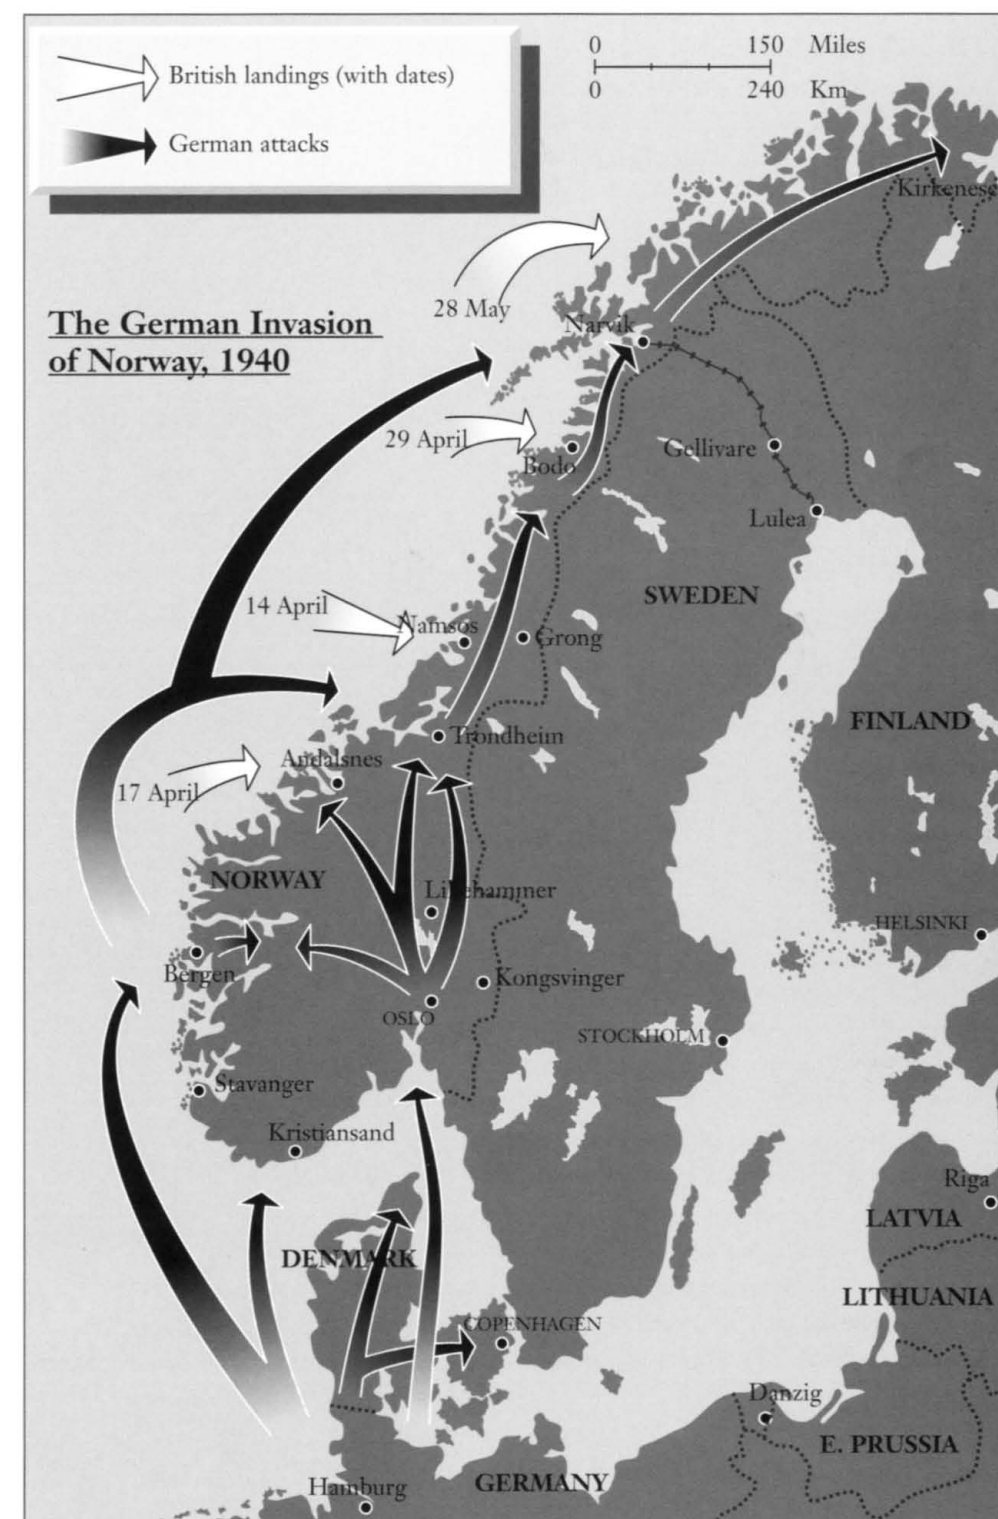 British landings (with dates)
German attacks
0 150 Miles
0 240 Km
Kirkenese
28 May
The German Invasion
of Norway, 1940
Narvik
29 April
Bodo
Gellivare
Lulea
14 April
Namsos
SWEDEN
Grong
FINLAND
Trondheim
Andalsnes
17 April
NORWAY
Lillehammer
HELSINKI
Bergen
Kongsvinger
OSLO
STOCKHOLM
Stavanger
Kristiansand
Riga
LATVIA
DENMARK
LITHUANIA
COPENHAGEN
Danzig
E. PRUSSIA
GERMANY
Hamburg